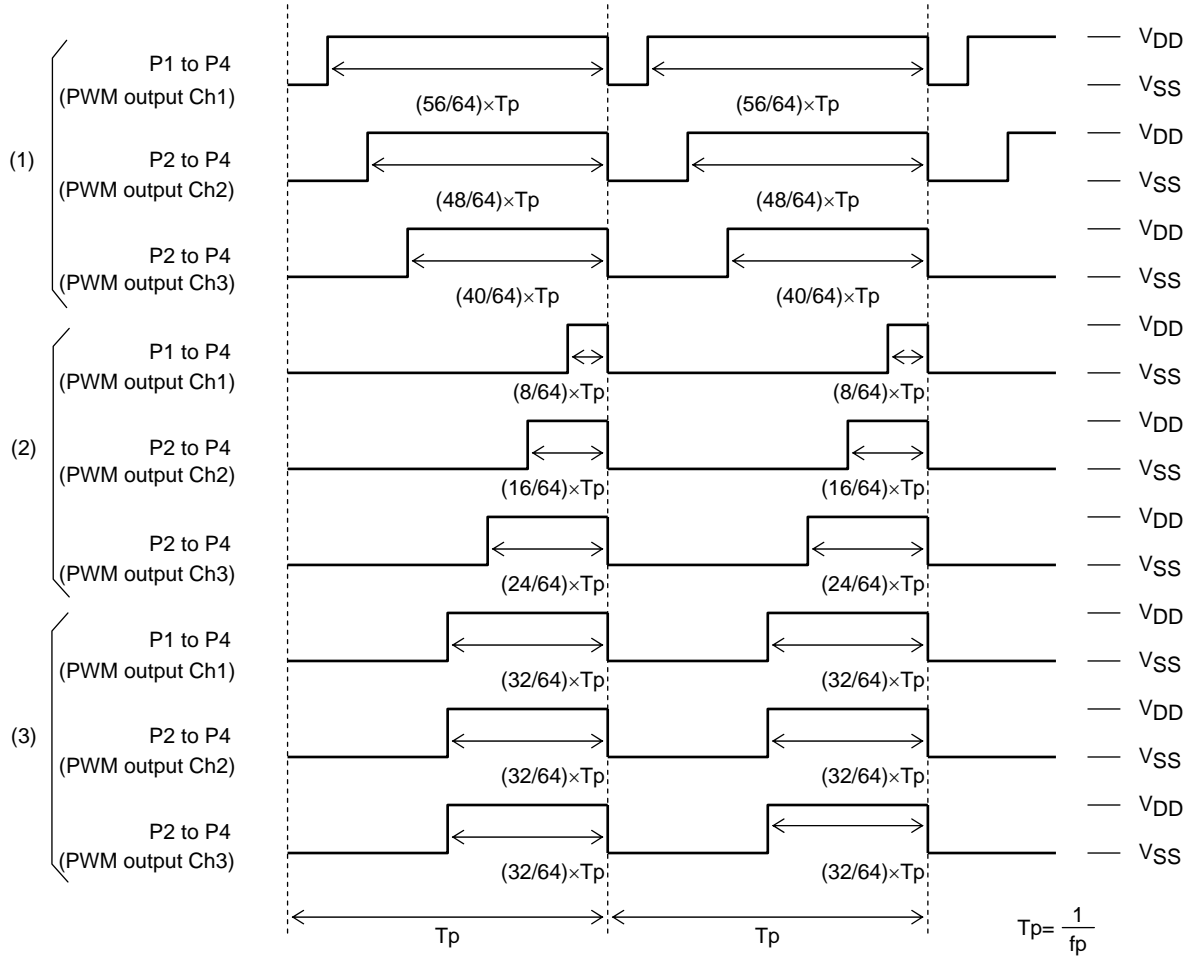 P1 to P4
(PWM output Ch1)
VDD
VSS
(56/64)×Tp
(56/64)×Tp
(1)
P2 to P4
(PWM output Ch2)
VDD
VSS
(48/64)×Tp
(48/64)×Tp
P2 to P4
(PWM output Ch3)
VDD
VSS
(40/64)×Tp
(40/64)×Tp
P1 to P4
(PWM output Ch1)
VDD
VSS
(8/64)×Tp
(8/64)×Tp
(2)
P2 to P4
(PWM output Ch2)
VDD
VSS
(16/64)×Tp
(16/64)×Tp
P2 to P4
(PWM output Ch3)
VDD
VSS
(24/64)×Tp
(24/64)×Tp
P1 to P4
(PWM output Ch1)
VDD
VSS
(32/64)×Tp
(32/64)×Tp
(3)
P2 to P4
(PWM output Ch2)
VDD
VSS
(32/64)×Tp
(32/64)×Tp
P2 to P4
(PWM output Ch3)
VDD
VSS
(32/64)×Tp
(32/64)×Tp
Tp
Tp
Tp= 1
fp